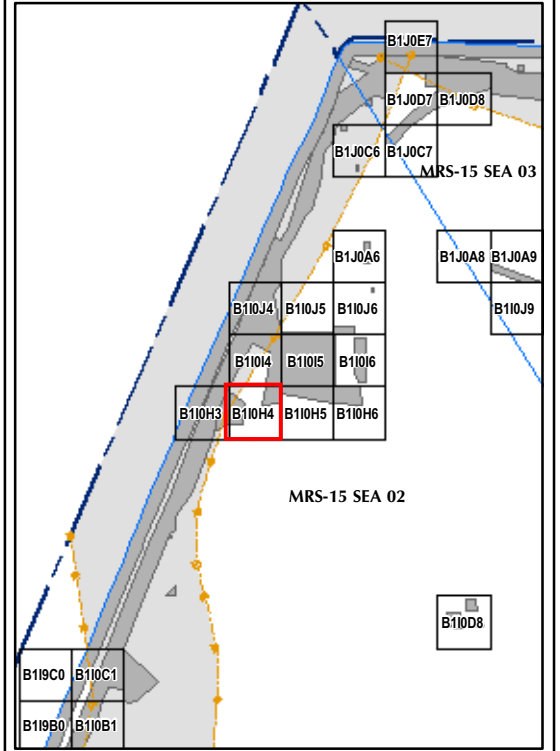 B1J0E7
B1J0D7 B1J0D8
B1J0C6 B1J0C7
MRS-15 SEA 03
B1J0A6 B1J0A8 B1J0A9
B1I0J4 B1I0J5 B1I0J6 B1I0J9
B1I0I4 B1I0I5 B1I0I6
B1I0H3 B1I0H4 B1I0H5 B1I0H6
MRS-15 SEA 02
B1I0D8
B1I9C0 B1I0C1
B1I9B0 B1I0B1